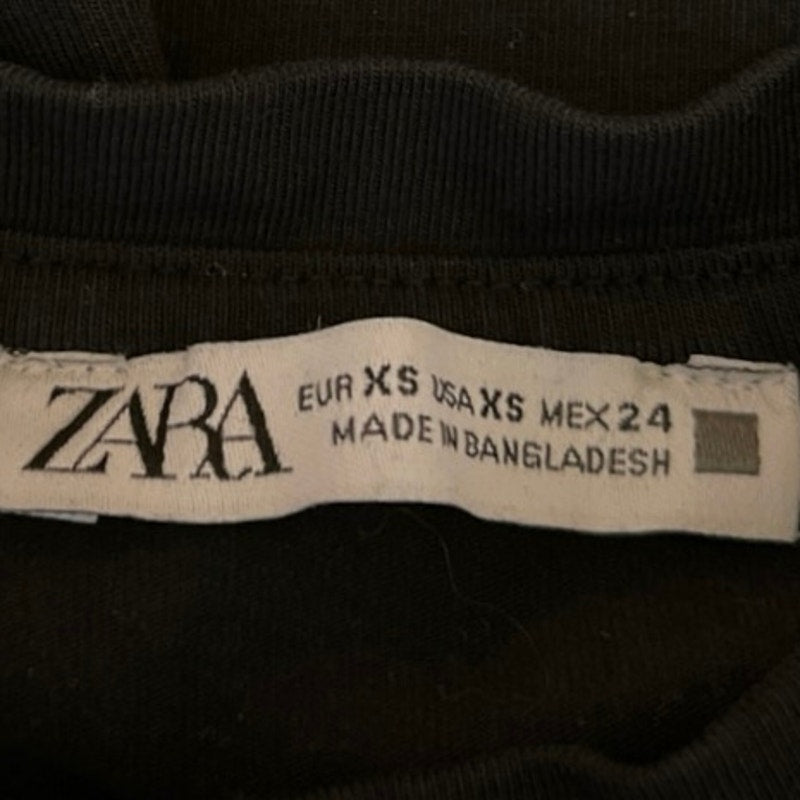 ZARA
EUR XS USA XS MEX 24
MADE IN BANGLADESH